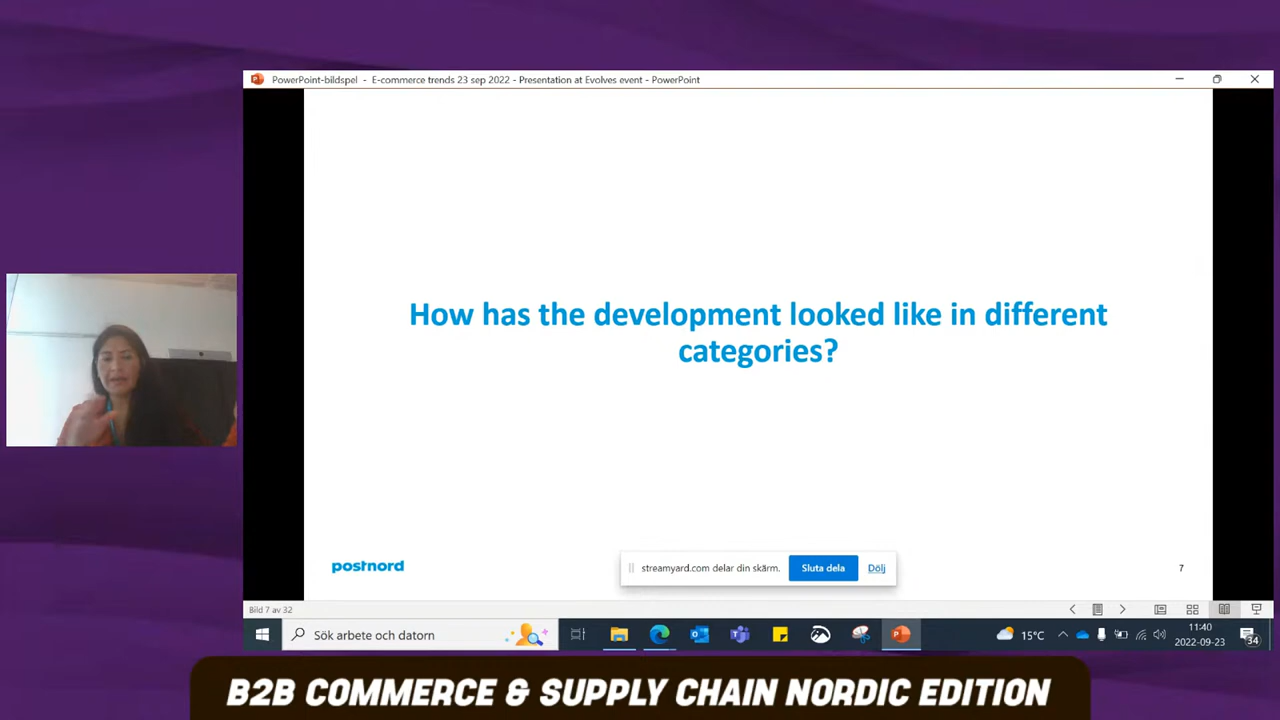 PowerPoint-bildspel - E-commerce trends 23 sep 2022 - Presentation at Evolves event - PowerPoint
How has the development looked like in different
categories?
postnord
streamyard.com delar din skärm.
Sluta dela
Dölj
7
Bild 7 av 32
Sök arbete och datorn
15°C
11:40
2022-09-23
34
B2B COMMERCE & SUPPLY CHAIN NORDIC EDITION